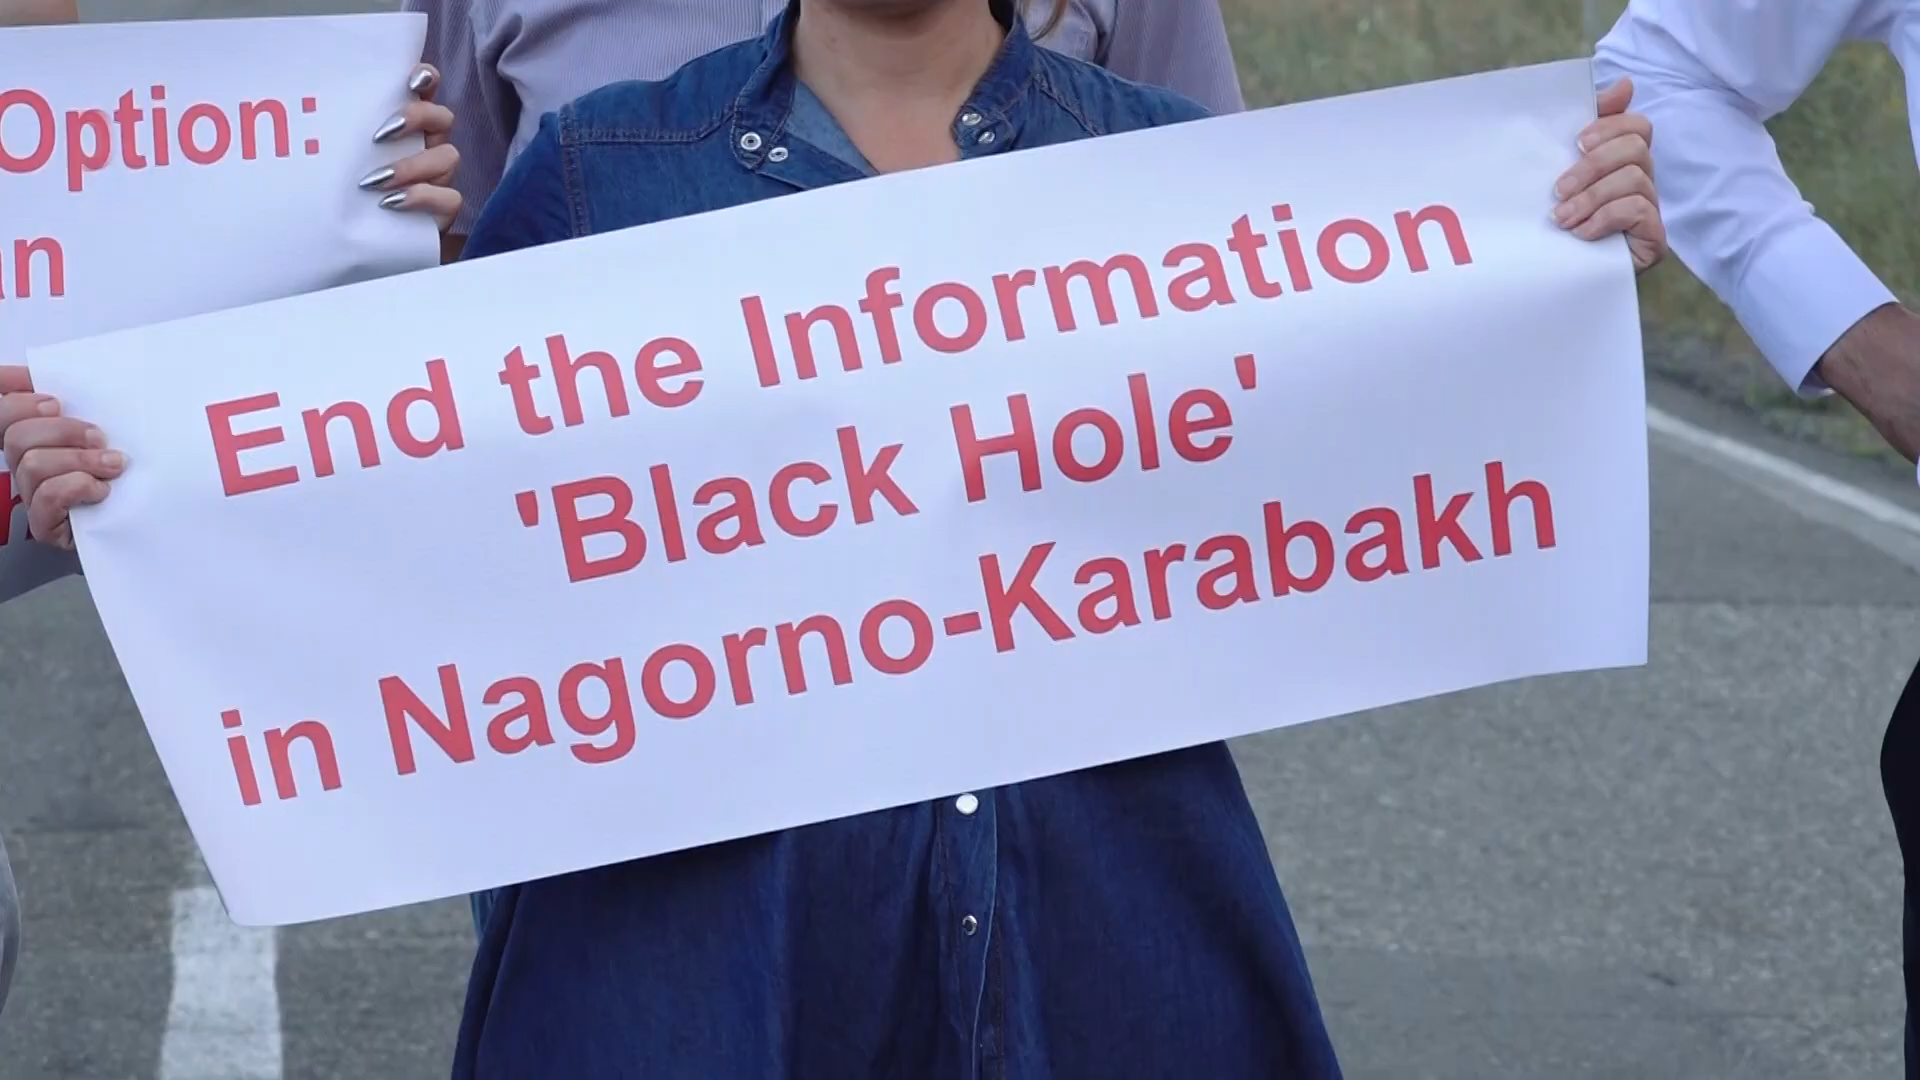 Option:
End the Information
'Black Hole'
in Nagorno-Karabakh